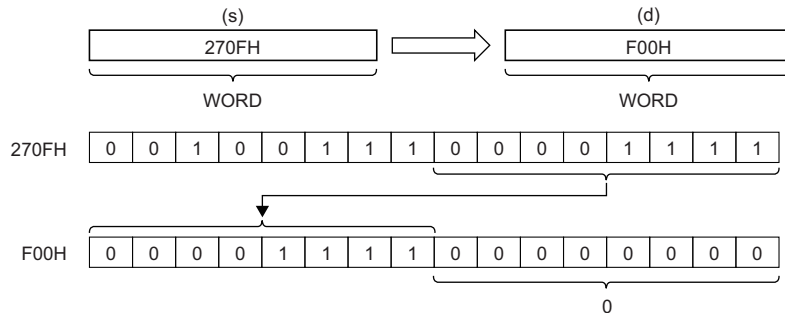 (s) (d)
270FH F00H
WORD WORD
270FH 0 0 1 0 0 1 1 1 0 0 0 0 1 1 1 1
F00H 0 0 0 0 1 1 1 1 0 0 0 0 0 0 0 0
0